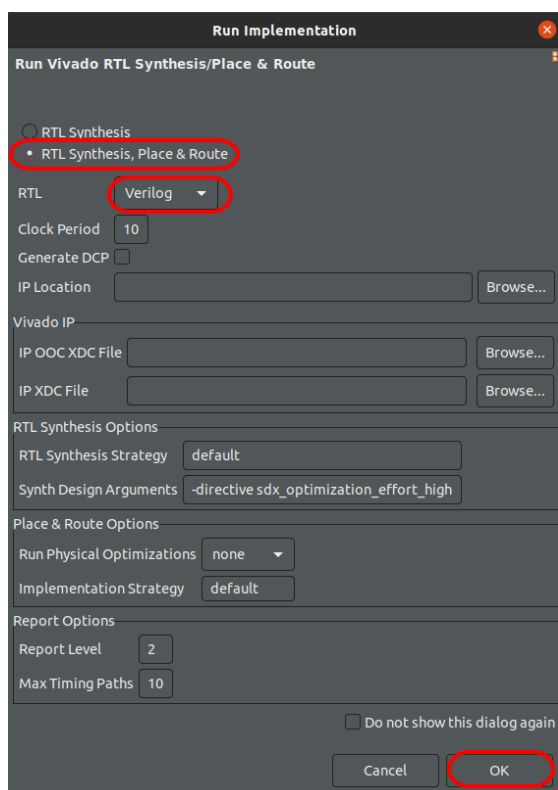 Run Implementation
Run Vivado RTL Synthesis/Place & Route
RTL Synthesis
RTL Synthesis, Place & Route
RTL Verilog
Clock Period 10
Generate DCP
IP Location Browse...
Vivado IP
IP OOC XDC File Browse...
IP XDC File Browse...
RTL Synthesis Options
RTL Synthesis Strategy default
Synth Design Arguments -directive sdx_optimization_effort_high
Place & Route Options
Run Physical Optimizations none
Implementation Strategy default
Report Options
Report Level 2
Max Timing Paths 10
Do not show this dialog again
Cancel OK